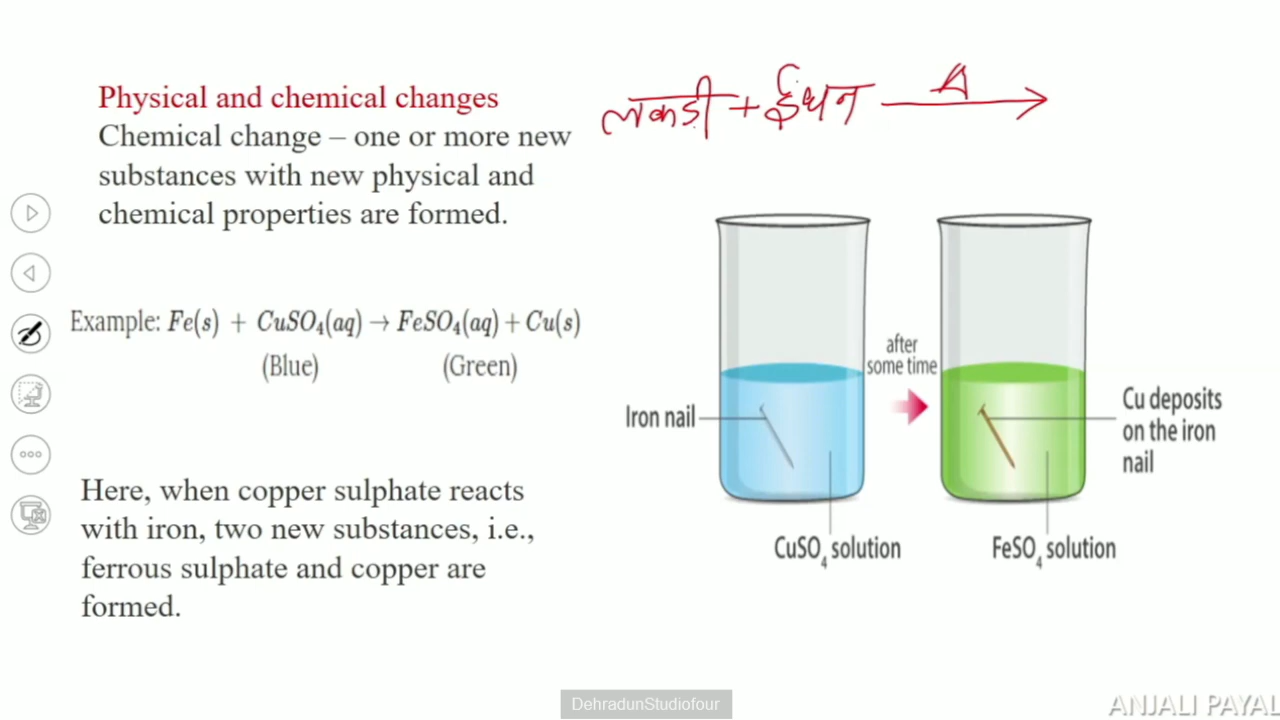 Physical and chemical changes
Chemical change – one or more new
substances with new physical and
chemical properties are formed.
लकडी + ईंधन Δ→
Example: Fe(s) + CuSO₄(aq) → FeSO₄(aq) + Cu(s)
(Blue) (Green)
Here, when copper sulphate reacts
with iron, two new substances, i.e.,
ferrous sulphate and copper are
formed.
after
some time
Iron nail
Cu deposits
on the iron
nail
CuSO₄ solution
FeSO₄ solution
DehradunStudiofour
ANJALI PAYAL